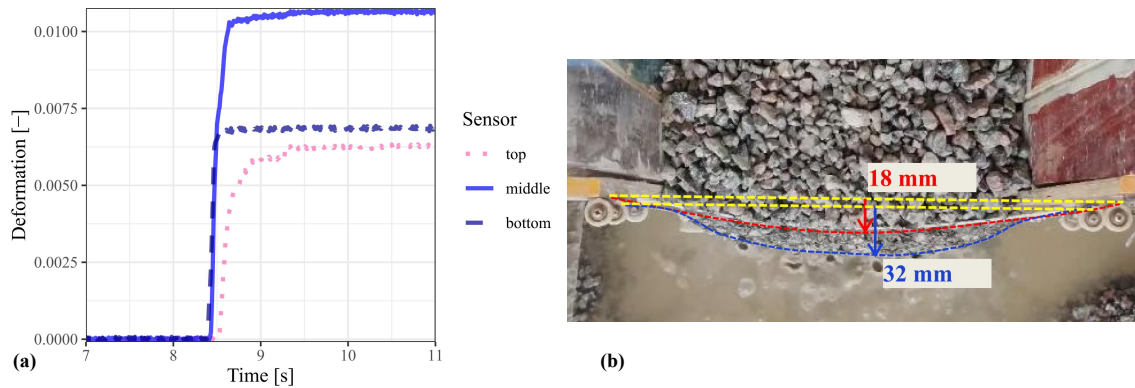 0.0100
0.0075
0.0050
0.0025
0.0000
Deformation [−]
7
8
9
10
11
Time [s]
Sensor
top
middle
bottom
(a)
18 mm
32 mm
(b)